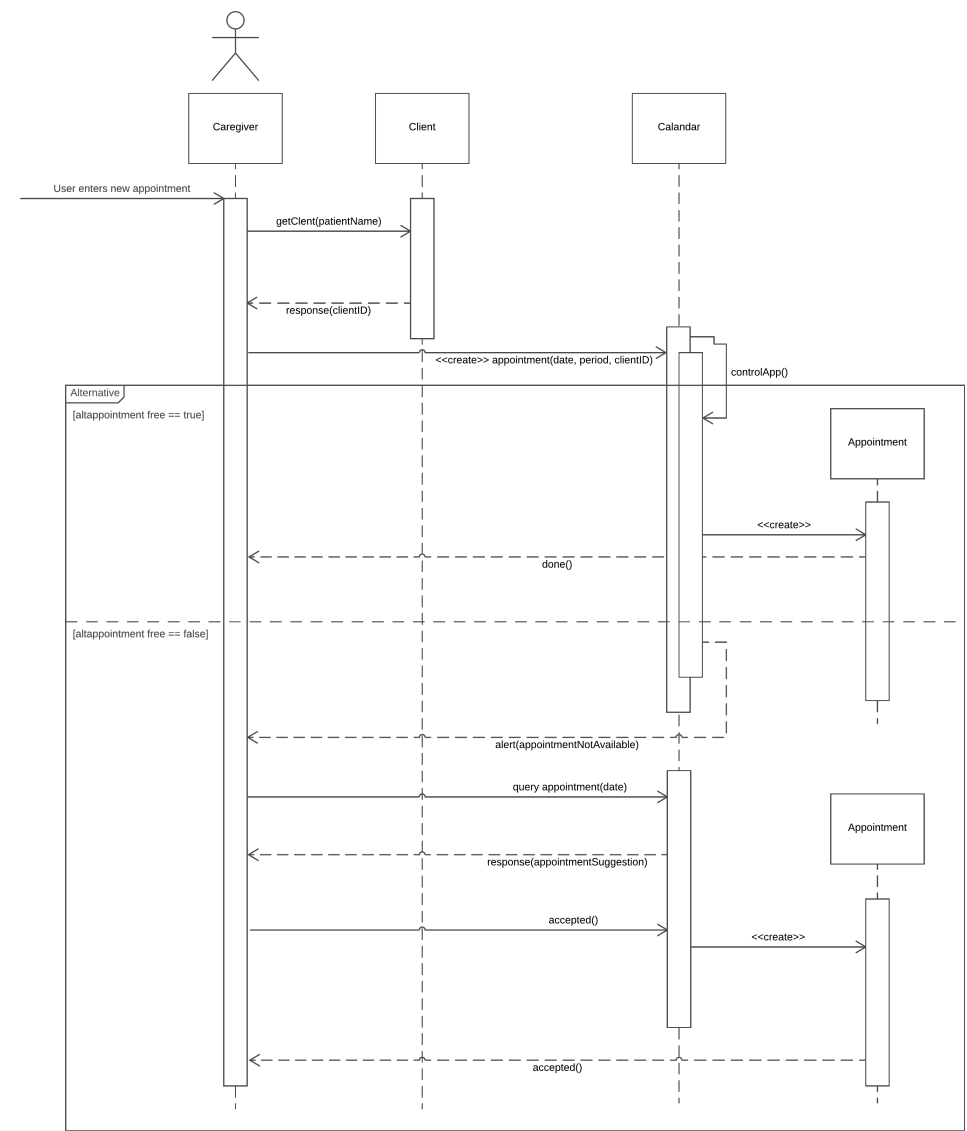 Caregiver
Client
Calandar
User enters new appointment
getClent(patientName)
response(clientID)
<<create>> appointment(date, period, clientID)
controlApp()
Alternative
[altappointment free == true]
Appointment
<<create>>
done()
[altappointment free == false]
alert(appointmentNotAvailable)
query appointment(date)
Appointment
response(appointmentSuggestion)
accepted()
<<create>>
accepted()